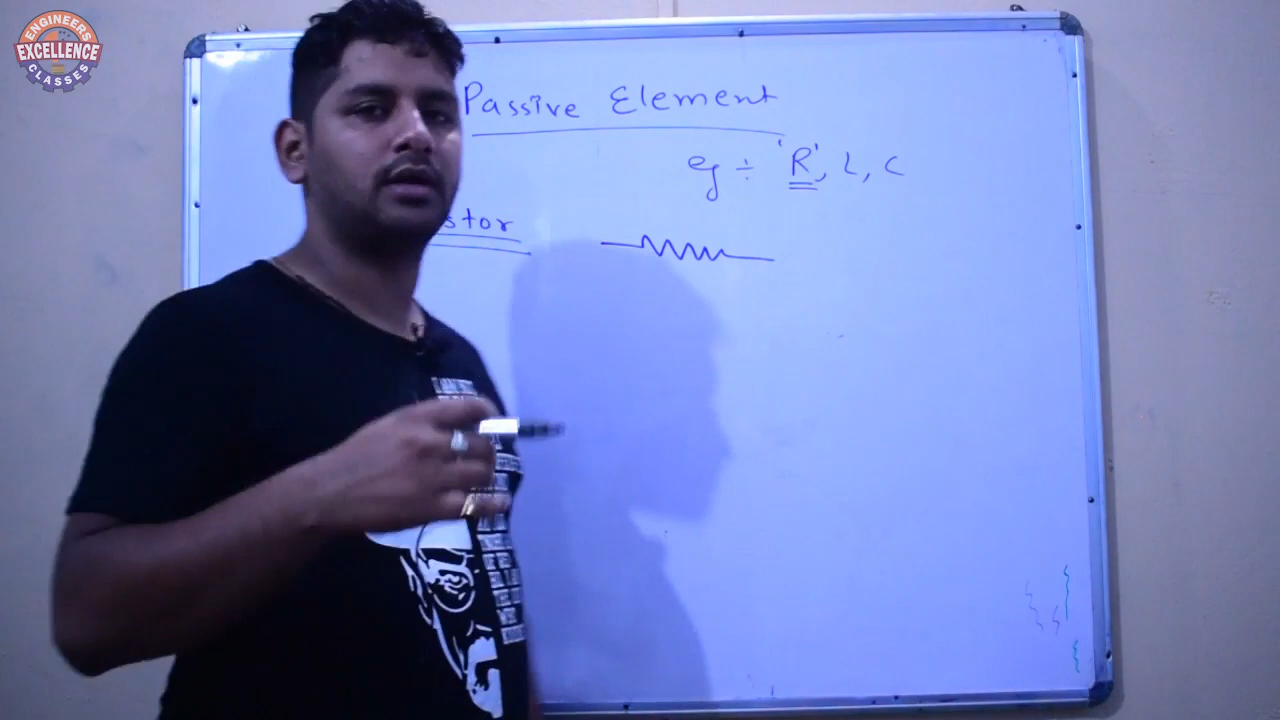 ENGINEERS
EXCELLENCE
CLASSES
Passive Element
eg ÷ 'R', L, C
stor